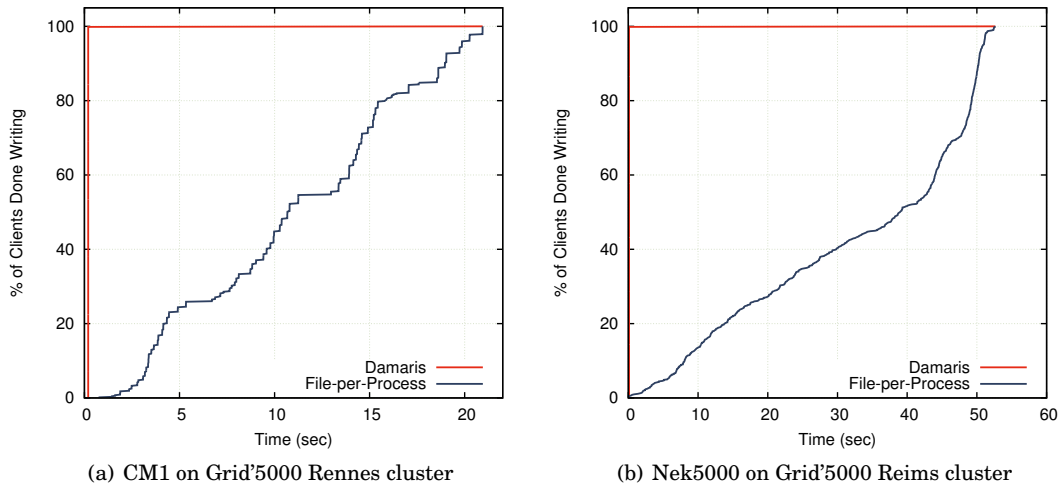 100
80
60
40
20
0
% of Clients Done Writing
Damaris
File-per-Process
0 5 10 15 20
Time (sec)
(a) CM1 on Grid'5000 Rennes cluster
100
80
60
40
20
0
% of Clients Done Writing
Damaris
File-per-Process
0 10 20 30 40 50 60
Time (sec)
(b) Nek5000 on Grid'5000 Reims cluster